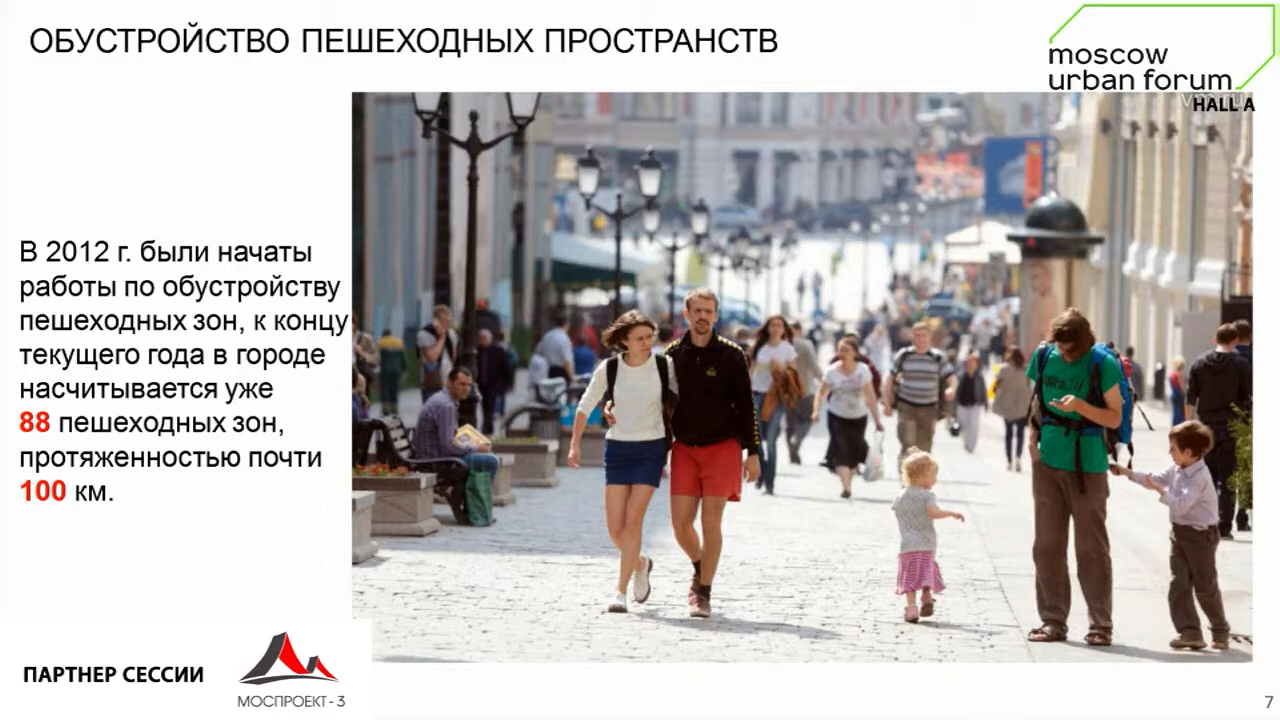 ОБУСТРОЙСТВО ПЕШЕХОДНЫХ ПРОСТРАНСТВ
moscow
urban forum
HALL A
В 2012 г. были начаты
работы по обустройству
пешеходных зон, к концу
текущего года в городе
насчитывается уже
88 пешеходных зон,
протяженностью почти
100 км.
ПАРТНЕР СЕССИИ
МОСПРОЕКТ - 3
7